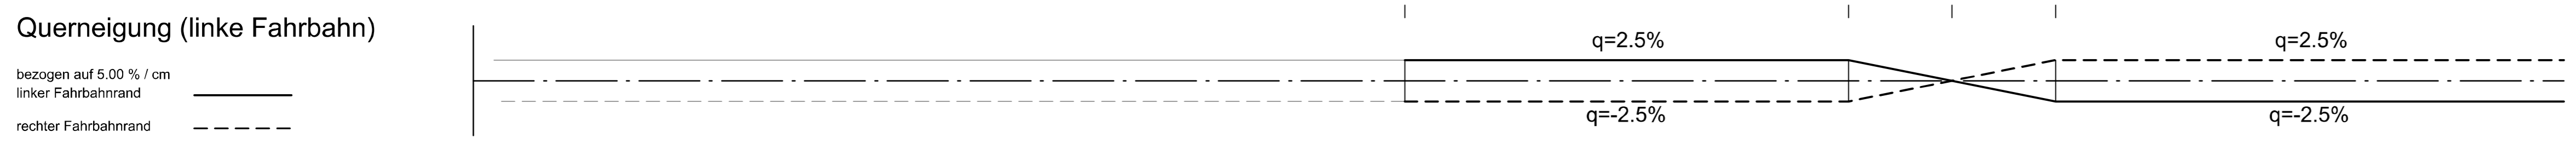 Querneigung (linke Fahrbahn)
bezogen auf 5.00 % / cm
linker Fahrbahnrand
rechter Fahrbahnrand
q=2.5%
q=-2.5%
q=2.5%
q=-2.5%